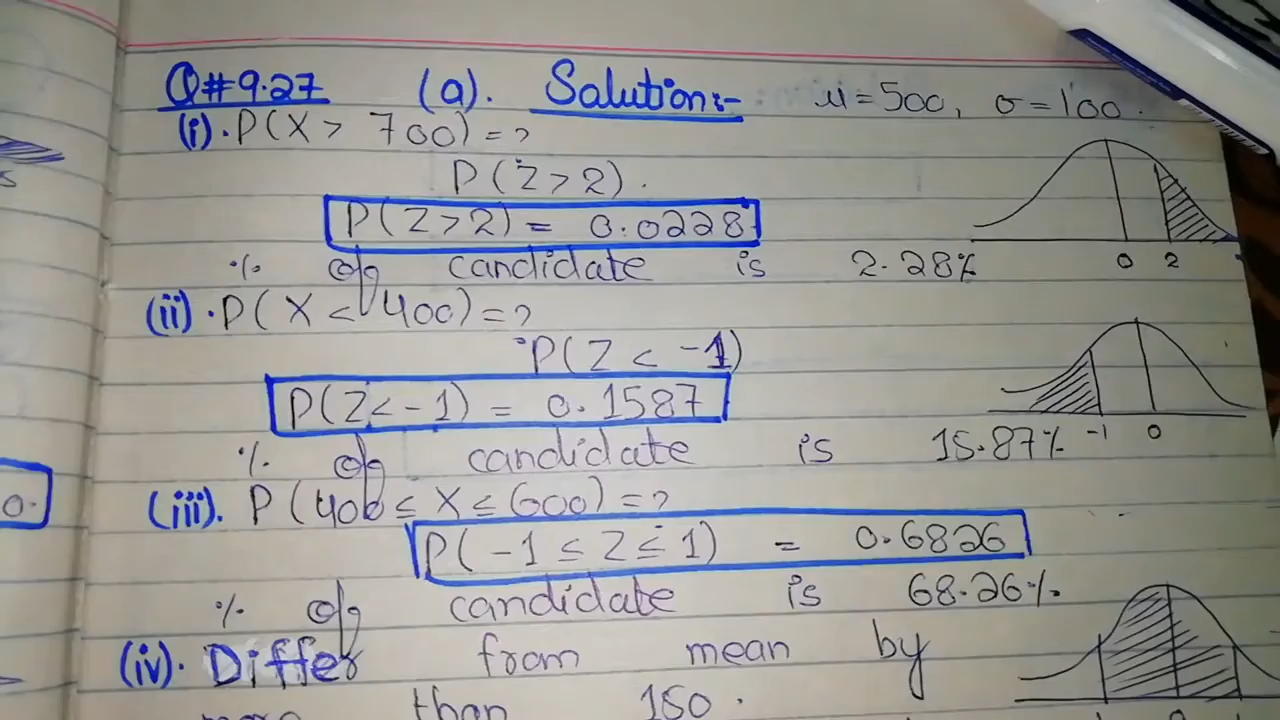 Q#9.27 (a). Solution:- μ=500, σ=100.
(i). P(X > 700) = ?
P(Z>2).
P(Z>2) = 0.0228
0 2
% of candidate is 2.28%
(ii). P(X < 400) = ?
P(Z < -1)
P(Z<-1) = 0.1587
-1 0
% of candidate is 15.87%
0.
(iii). P(400 ≤ X ≤ 600) = ?
P(-1 ≤ Z ≤ 1) = 0.6826
% of candidate is 68.26%
(iv). Differ from mean by
more than 150.